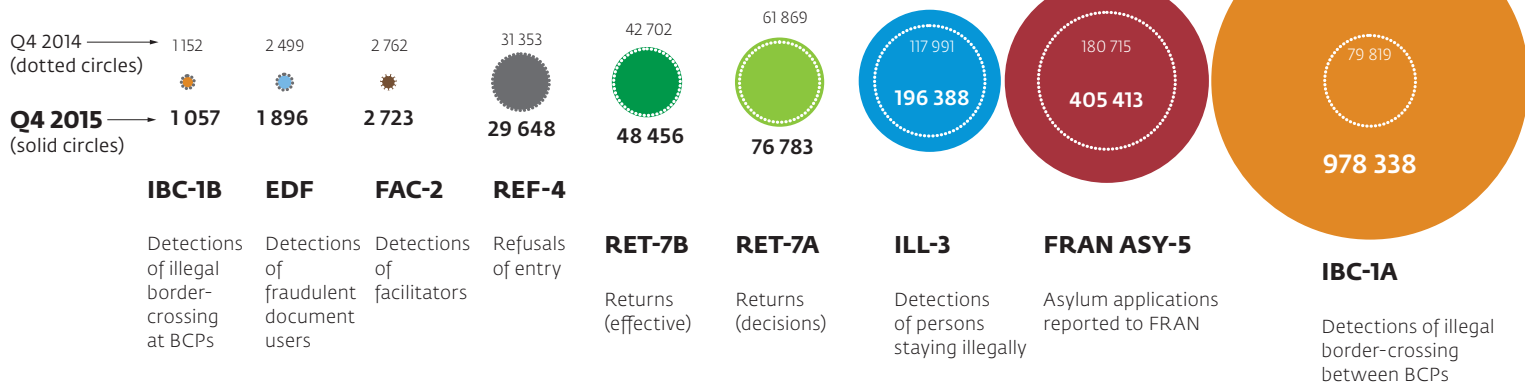 Q4 2014
(dotted circles)
1 152
2 499
2 762
31 353
42 702
61 869
117 991
180 715
79 819
Q4 2015
(solid circles)
1 057
1 896
2 723
29 648
48 456
76 783
196 388
405 413
978 338
IBC-1B
Detections
of illegal
border-
crossing
at BCPs
EDF
Detections
of
fraudulent
document
users
FAC-2
Detections
of
facilitators
REF-4
Refusals
of entry
RET-7B
Returns
(effective)
RET-7A
Returns
(decisions)
ILL-3
Detections
of persons
staying illegally
FRAN ASY-5
Asylum applications
reported to FRAN
IBC-1A
Detections of illegal
border-crossing
between BCPs